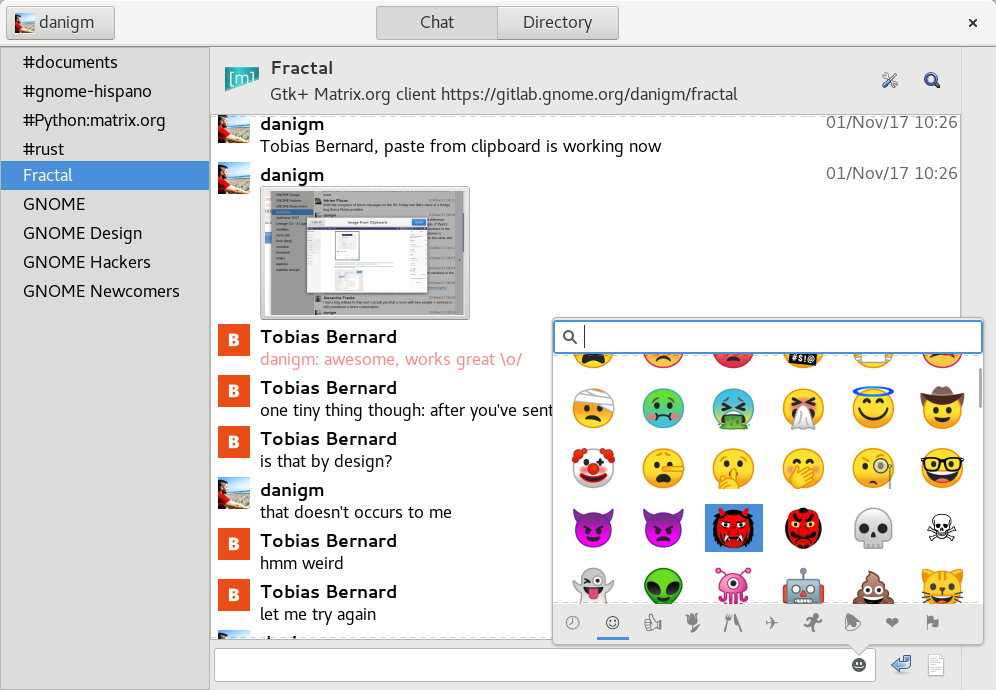 danigm
Chat
Directory
#documents
#gnome-hispano
#Python:matrix.org
#rust
Fractal
GNOME
GNOME Design
GNOME Hackers
GNOME Newcomers
[m]
Fractal
Gtk+ Matrix.org client https://gitlab.gnome.org/danigm/fractal
danigm
01/Nov/17 10:26
Tobias Bernard, paste from clipboard is working now
danigm
01/Nov/17 10:26
Image from Clipboard
B
Tobias Bernard
danigm: awesome, works great \o/
B
Tobias Bernard
one tiny thing though: after you've sent
B
Tobias Bernard
is that by design?
danigm
that doesn't occurs to me
B
Tobias Bernard
hmm weird
B
Tobias Bernard
let me try again
#$!@